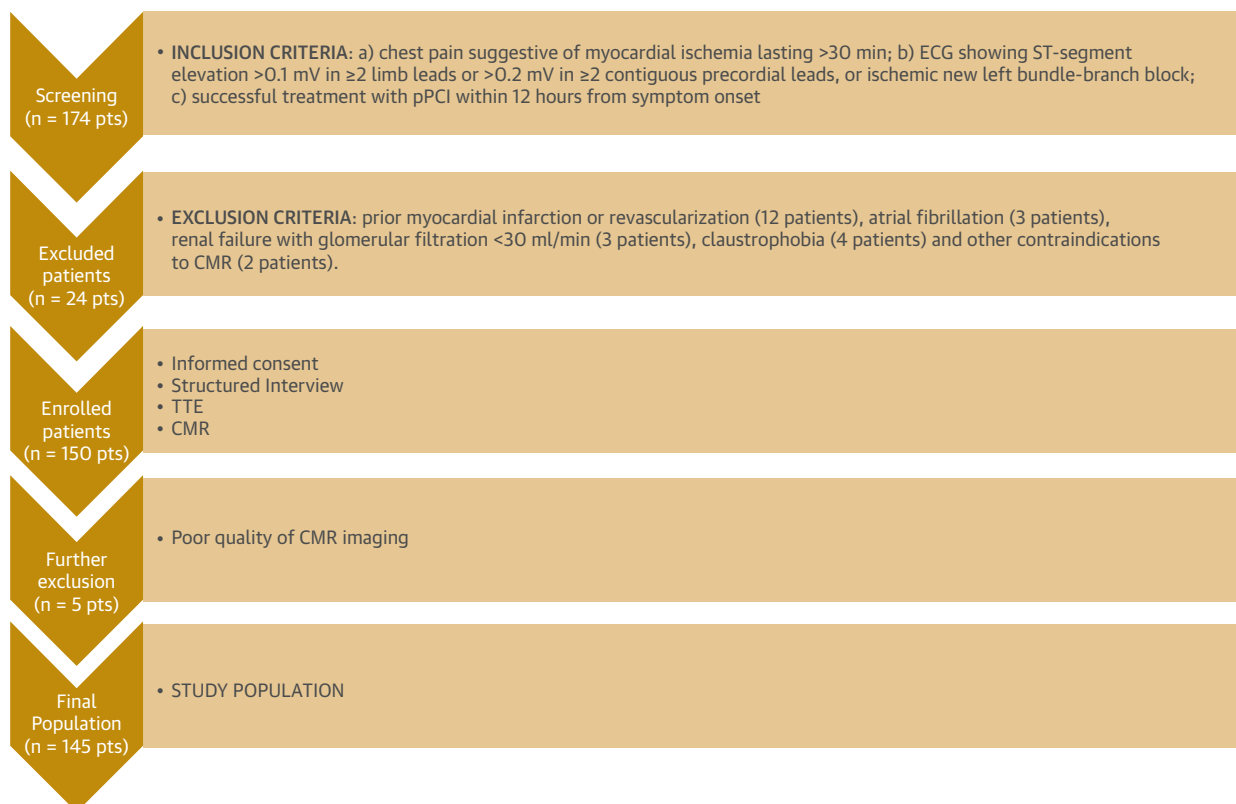 Screening
(n = 174 pts)
• INCLUSION CRITERIA: a) chest pain suggestive of myocardial ischemia lasting >30 min; b) ECG showing ST-segment
elevation >0.1 mV in ≥2 limb leads or >0.2 mV in ≥2 contiguous precordial leads, or ischemic new left bundle-branch block;
c) successful treatment with pPCI within 12 hours from symptom onset
Excluded
patients
(n = 24 pts)
• EXCLUSION CRITERIA: prior myocardial infarction or revascularization (12 patients), atrial fibrillation (3 patients),
renal failure with glomerular filtration <30 ml/min (3 patients), claustrophobia (4 patients) and other contraindications
to CMR (2 patients).
Enrolled
patients
(n = 150 pts)
• Informed consent
• Structured Interview
• TTE
• CMR
Further
exclusion
(n = 5 pts)
• Poor quality of CMR imaging
Final
Population
(n = 145 pts)
• STUDY POPULATION